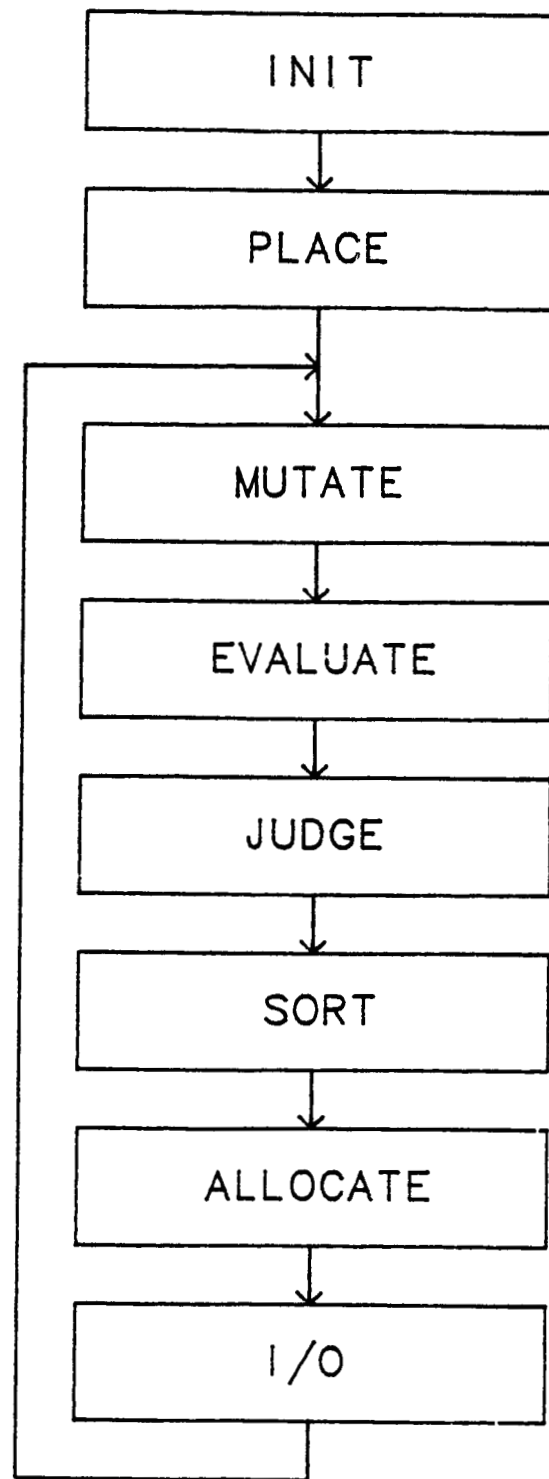 INIT
PLACE
MUTATE
EVALUATE
JUDGE
SORT
ALLOCATE
I/O